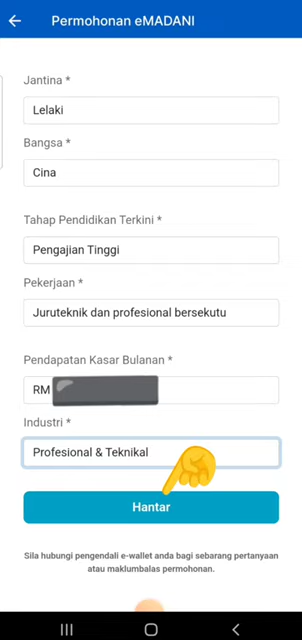 Permohonan eMADANI
Jantina *
Lelaki
Bangsa *
Cina
Tahap Pendidikan Terkini *
Pengajian Tinggi
Pekerjaan *
Juruteknik dan profesional bersekutu
Pendapatan Kasar Bulanan *
RM
Industri *
Profesional & Teknikal
Hantar
Sila hubungi pengendali e-wallet anda bagi sebarang pertanyaan
atau maklumbalas permohonan.